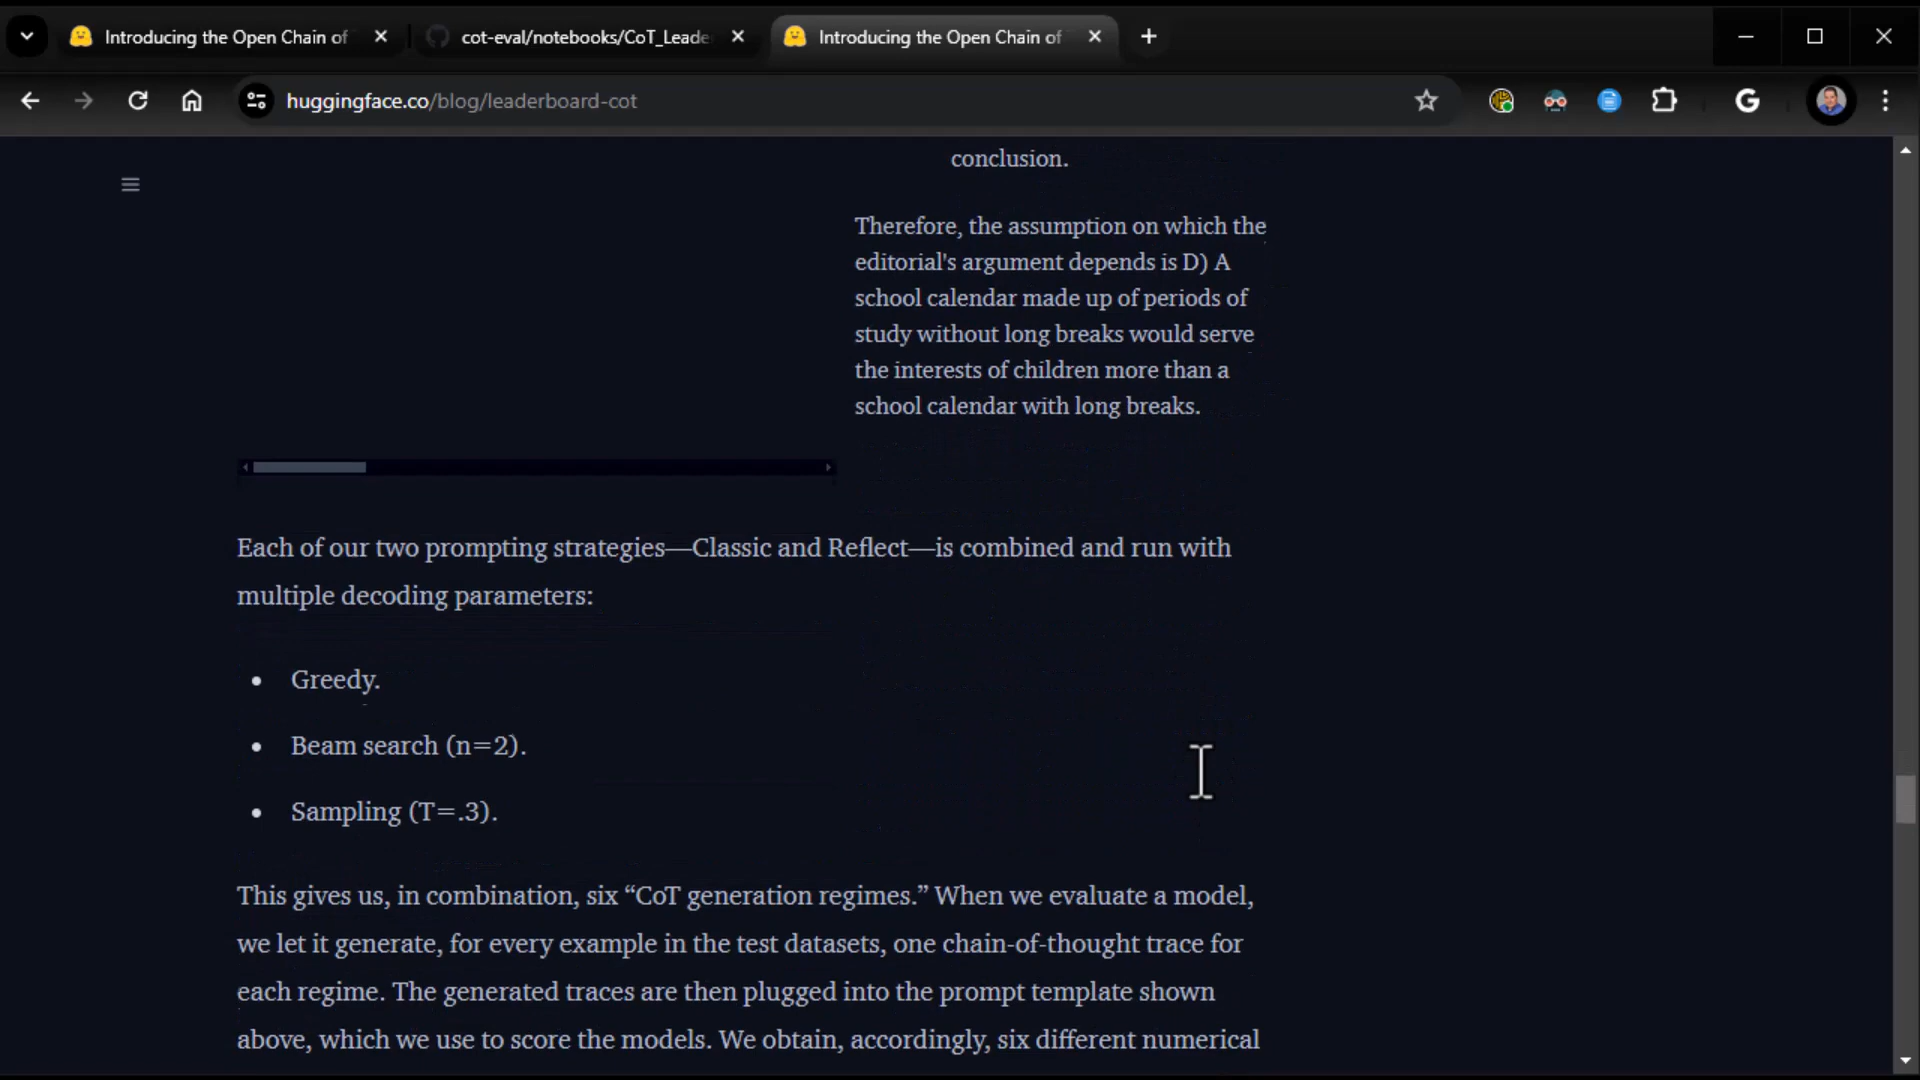 Introducing the Open Chain of
cot-eval/notebooks/CoT_Leade
Introducing the Open Chain of
huggingface.co/blog/leaderboard-cot
conclusion.
Therefore, the assumption on which the
editorial's argument depends is D) A
school calendar made up of periods of
study without long breaks would serve
the interests of children more than a
school calendar with long breaks.
Each of our two prompting strategies—Classic and Reflect—is combined and run with
multiple decoding parameters:
• Greedy.
• Beam search (n=2).
• Sampling (T=.3).
This gives us, in combination, six “CoT generation regimes.” When we evaluate a model,
we let it generate, for every example in the test datasets, one chain-of-thought trace for
each regime. The generated traces are then plugged into the prompt template shown
above, which we use to score the models. We obtain, accordingly, six different numerical